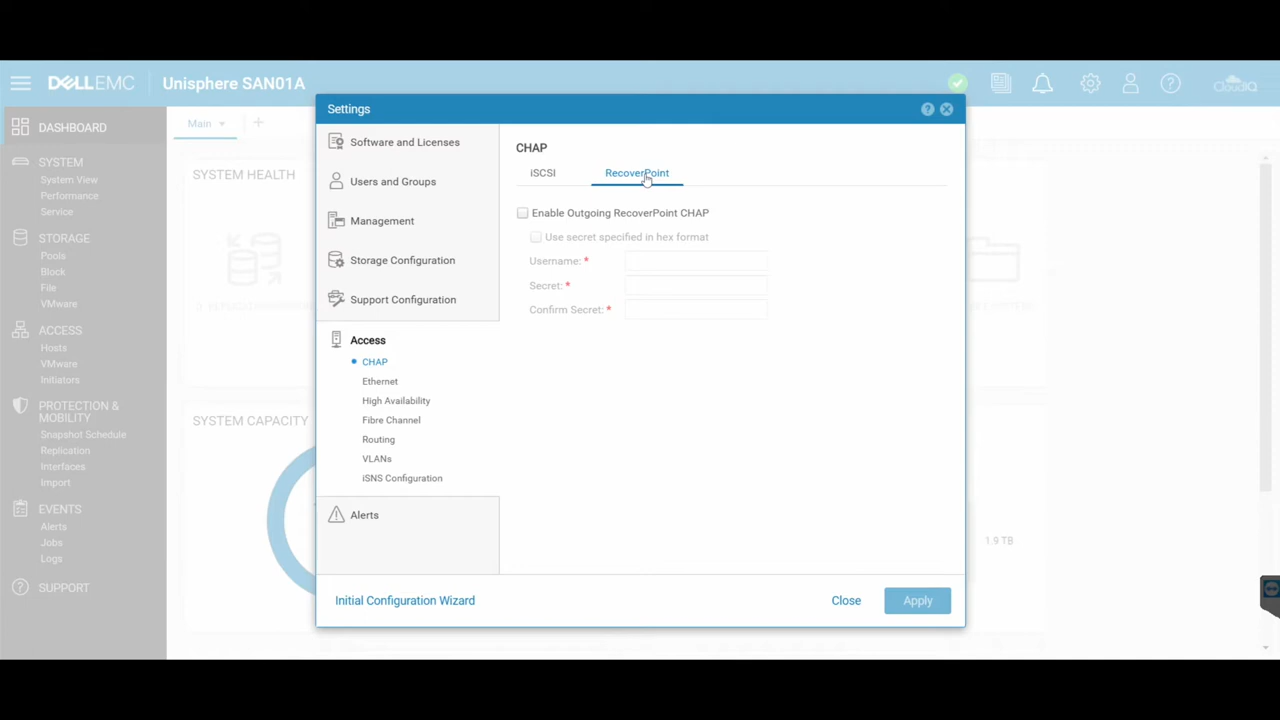 DELLEMC
Unisphere SAN01A
CloudIQ
DASHBOARD
SYSTEM
System View
Performance
Service
STORAGE
Pools
Block
File
VMware
ACCESS
Hosts
VMware
Initiators
PROTECTION &
MOBILITY
Snapshot Schedule
Replication
Interfaces
Import
EVENTS
Alerts
Jobs
Logs
SUPPORT
Main
SYSTEM HEALTH
SYSTEM CAPACITY
1.9 TB
Settings
Software and Licenses
Users and Groups
Management
Storage Configuration
Support Configuration
Access
CHAP
Ethernet
High Availability
Fibre Channel
Routing
VLANs
iSNS Configuration
Alerts
CHAP
iSCSI
RecoverPoint
Enable Outgoing RecoverPoint CHAP
Use secret specified in hex format
Username: *
Secret: *
Confirm Secret: *
Initial Configuration Wizard
Close
Apply